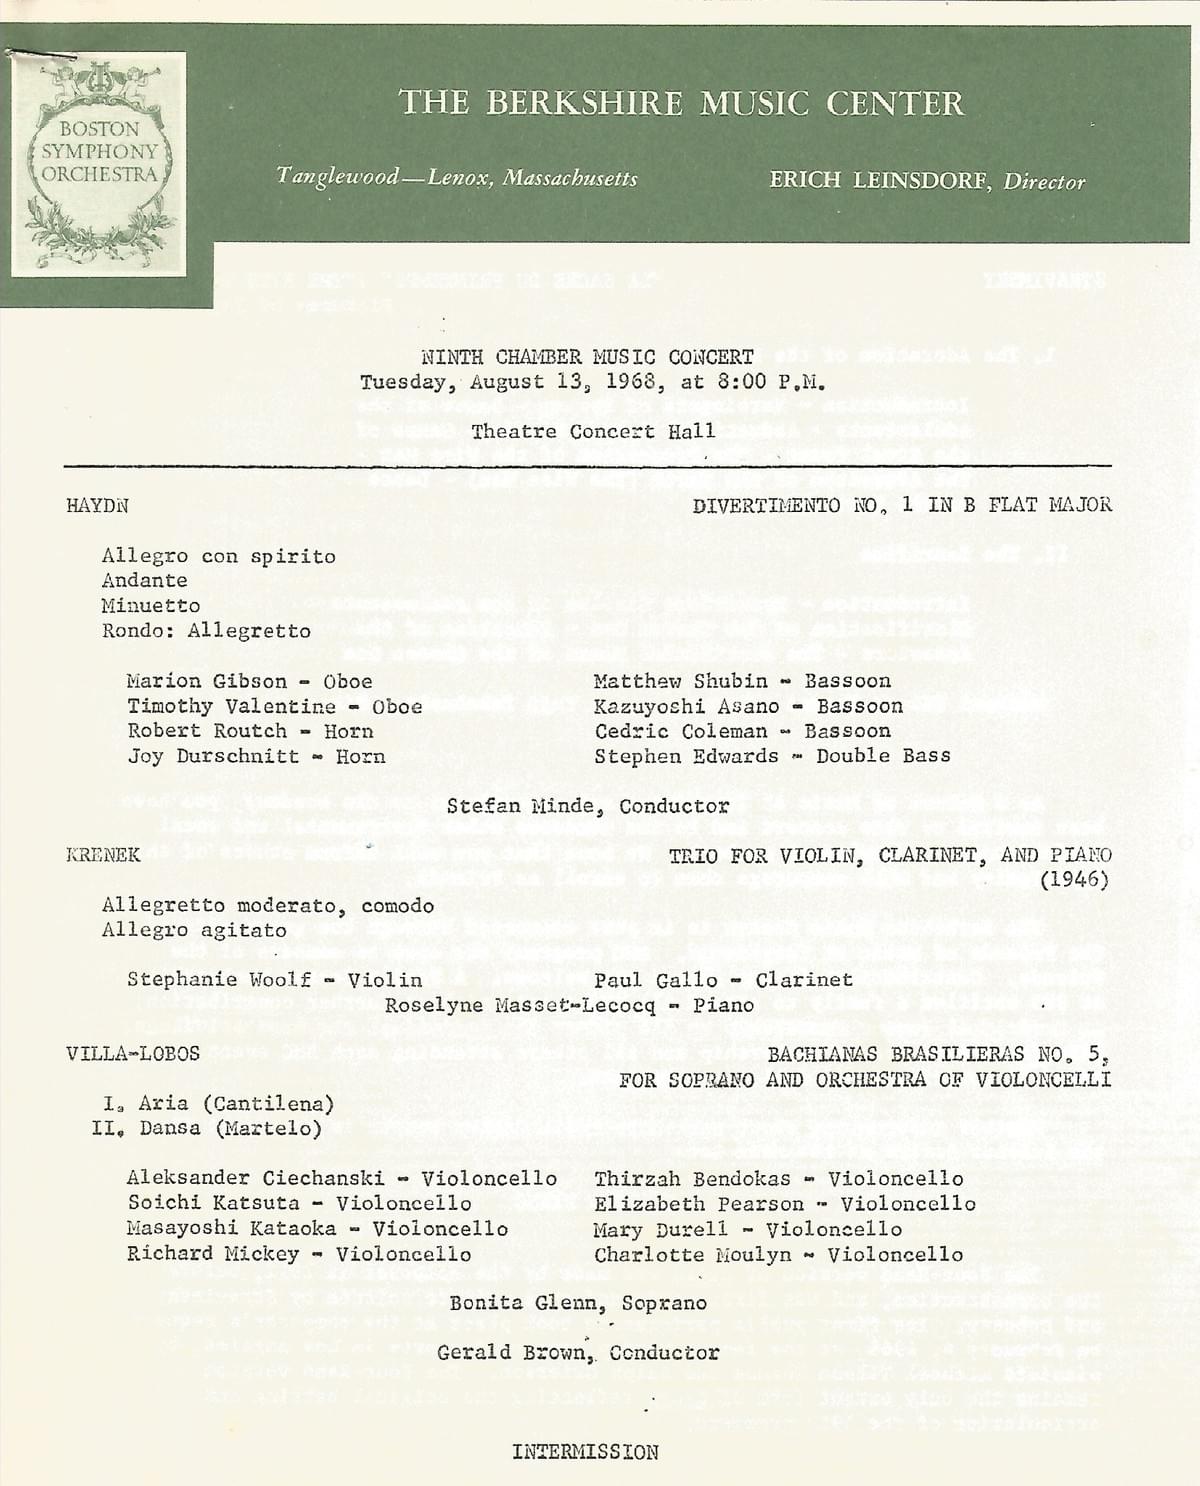 BOSTON
SYMPHONY
ORCHESTRA
THE BERKSHIRE MUSIC CENTER
Tanglewood—Lenox, Massachusetts ERICH LEINSDORF, Director
NINTH CHAMBER MUSIC CONCERT
Tuesday, August 13, 1968, at 8:00 P.M.
Theatre Concert Hall
HAYDN DIVERTIMENTO NO. 1 IN B FLAT MAJOR
Allegro con spirito
Andante
Minuetto
Rondo: Allegretto
Marion Gibson - Oboe Matthew Shubin - Bassoon
Timothy Valentine - Oboe Kazuyoshi Asano - Bassoon
Robert Routch - Horn Cedric Coleman - Bassoon
Joy Durschnitt - Horn Stephen Edwards - Double Bass
Stefan Minde, Conductor
KRENEK TRIO FOR VIOLIN, CLARINET, AND PIANO
(1946)
Allegretto moderato, comodo
Allegro agitato
Stephanie Woolf - Violin Paul Gallo - Clarinet
Roselyne Masset-Lecocq - Piano
VILLA-LOBOS BACHIANAS BRASILIERAS NO. 5,
FOR SOPRANO AND ORCHESTRA OF VIOLONCELLI
I. Aria (Cantilena)
II. Dansa (Martelo)
Aleksander Ciechanski - Violoncello Thirzah Bendokas - Violoncello
Soichi Katsuta - Violoncello Elizabeth Pearson - Violoncello
Masayoshi Kataoka - Violoncello Mary Durell - Violoncello
Richard Mickey - Violoncello Charlotte Moulyn - Violoncello
Bonita Glenn, Soprano
Gerald Brown, Conductor
INTERMISSION